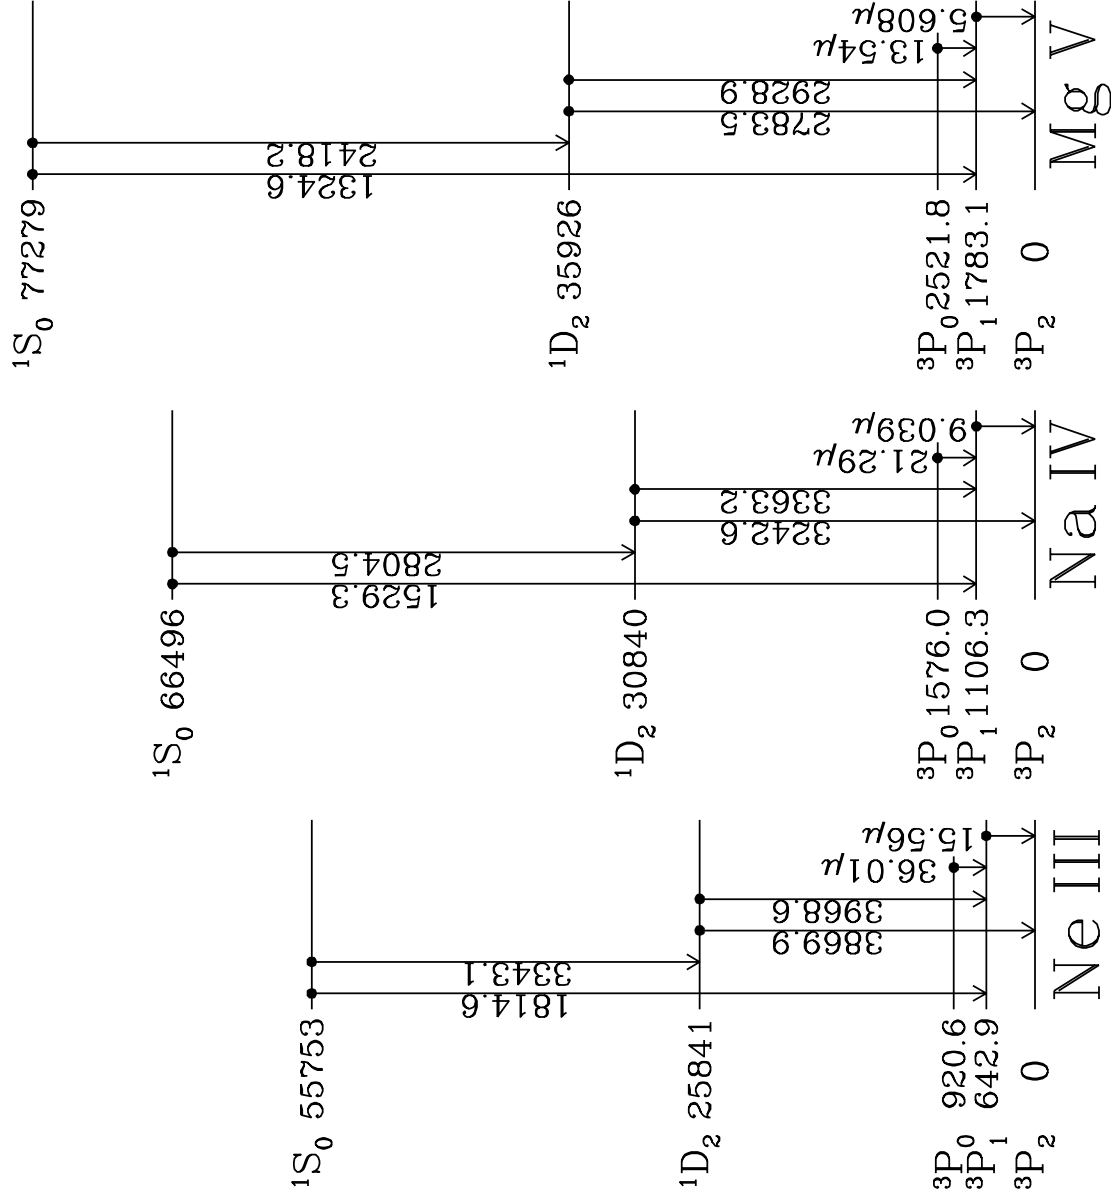 ¹S₀ 77279
1324.6
2418.2
¹D₂ 35926
2783.5
2928.9
13.54μ
5.608μ
³P₀ 2521.8
³P₁ 1783.1
³P₂ 0
Mg V
¹S₀ 66496
1529.3
2804.5
¹D₂ 30840
3242.6
3363.2
21.29μ
9.039μ
³P₀ 1576.0
³P₁ 1106.3
³P₂ 0
Na IV
¹S₀ 55753
1814.6
3343.1
¹D₂ 25841
3869.9
3968.6
36.01μ
15.56μ
³P₀ 920.6
³P₁ 642.9
³P₂ 0
Ne III